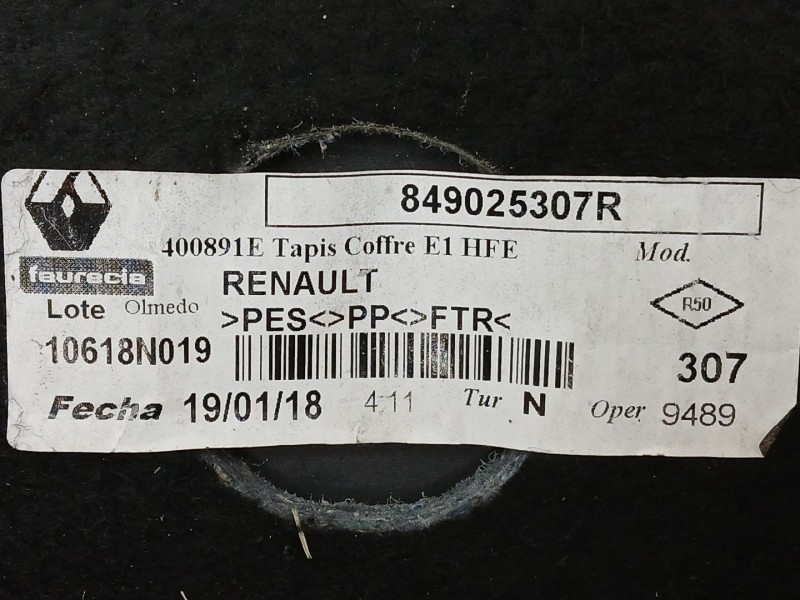 849025307R
400891E Tapis Coffre E1 HFE Mod.
faurecia
RENAULT
R50
Lote Olmedo
>PES<>PP<>FTR<
10618N019
307
Fecha 19/01/18 411 Tur N Oper 9489